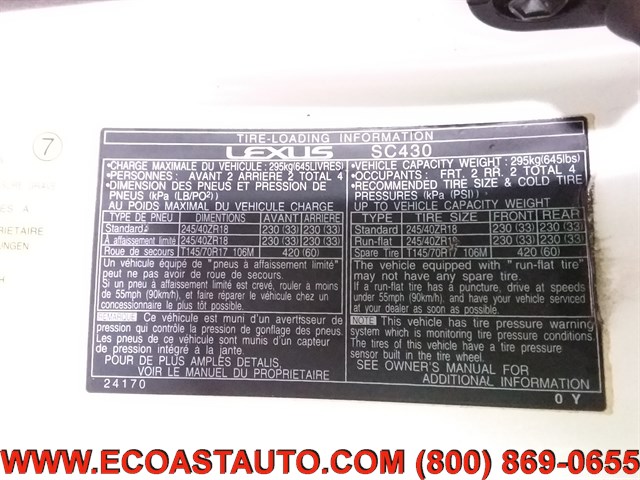 7
TIRE-LOADING INFORMATION
LEXUS SC430
•CHARGE MAXIMALE DU VEHICULE : 295kg(645LIVRES)
•PERSONNES: AVANT 2 ARRIERE 2 TOTAL 4
•DIMENSION DES PNEUS ET PRESSION DE
PNEUS (kPa (LB/PO²))
AU POIDS MAXIMAL DU VEHICULE CHARGE
TYPE DE PNEU DIMENTIONS AVANT ARRIERE
Standard 245/40ZR18 230 (33) 230 (33)
À affaissement limité 245/40ZR18 230 (33) 230 (33)
Roue de secours T145/70R17 106M 420 (60)
Un véhicule équipé de "pneus à affaissement limité"
peut ne pas avoir de roue de secours.
Si un pneu à affaissement limité est crevé, rouler à moins
de 55mph (90km/h), et faire réparer le véhicule chez un
concessionnaire le plus tôt possible.
REMARQUE Ce véhicule est muni d'un avertisseur de
pression qui contrôle la pression de gonflage des pneus.
Les pneus de ce véhicule sont munis d'un capteur
de pression intégré à la jante.
POUR DE PLUS AMPLES DETALIS,
VOIR LE MANUEL DU PROPRIETAIRE
24170
•VEHICLE CAPACITY WEIGHT : 295kg(645lbs)
•OCCUPANTS: FRT. 2 RR. 2 TOTAL 4
•RECOMMENDED TIRE SIZE & COLD TIRE
PRESSURES (kPa (PSI)):
UP TO VEHICLE CAPACITY WEIGHT
TYPE TIRE SIZE FRONT REAR
Standard 245/40ZR18 230 (33) 230 (33)
Run-flat 245/40ZR18 230 (33) 230 (33)
Spare Tire T145/70R17 106M 420 (60)
The vehicle equipped with "run-flat tire"
may not have any spare tire.
If a run-flat tire has a puncture, drive at speeds
under 55mph (90km/h) and have your vehicle serviced
at your dealer as soon as possible.
NOTE This vehicle has tire pressure warning
system which is monitoring tire pressure conditions.
The tires of this vehicle have tire pressure
sensor built in the tire wheel.
SEE OWNER'S MANUAL FOR
ADDITIONAL INFORMATION
0 Y
WWW.ECOASTAUTO.COM (800) 869-0655